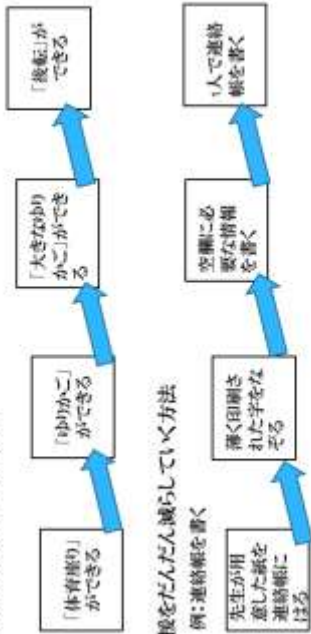 「体育座り」
ができる
「ゆりかご」
ができる
「大きなゆり
かご」ができ
る
「後転」が
できる
援をだんだん減らしていく方法
例：連絡帳を書く
先生が用
意した紙を
連絡帳に
はる
薄く印刷さ
れた字をな
ぞる
空欄に必
要な情報
を書く
1人で連絡
帳を書く